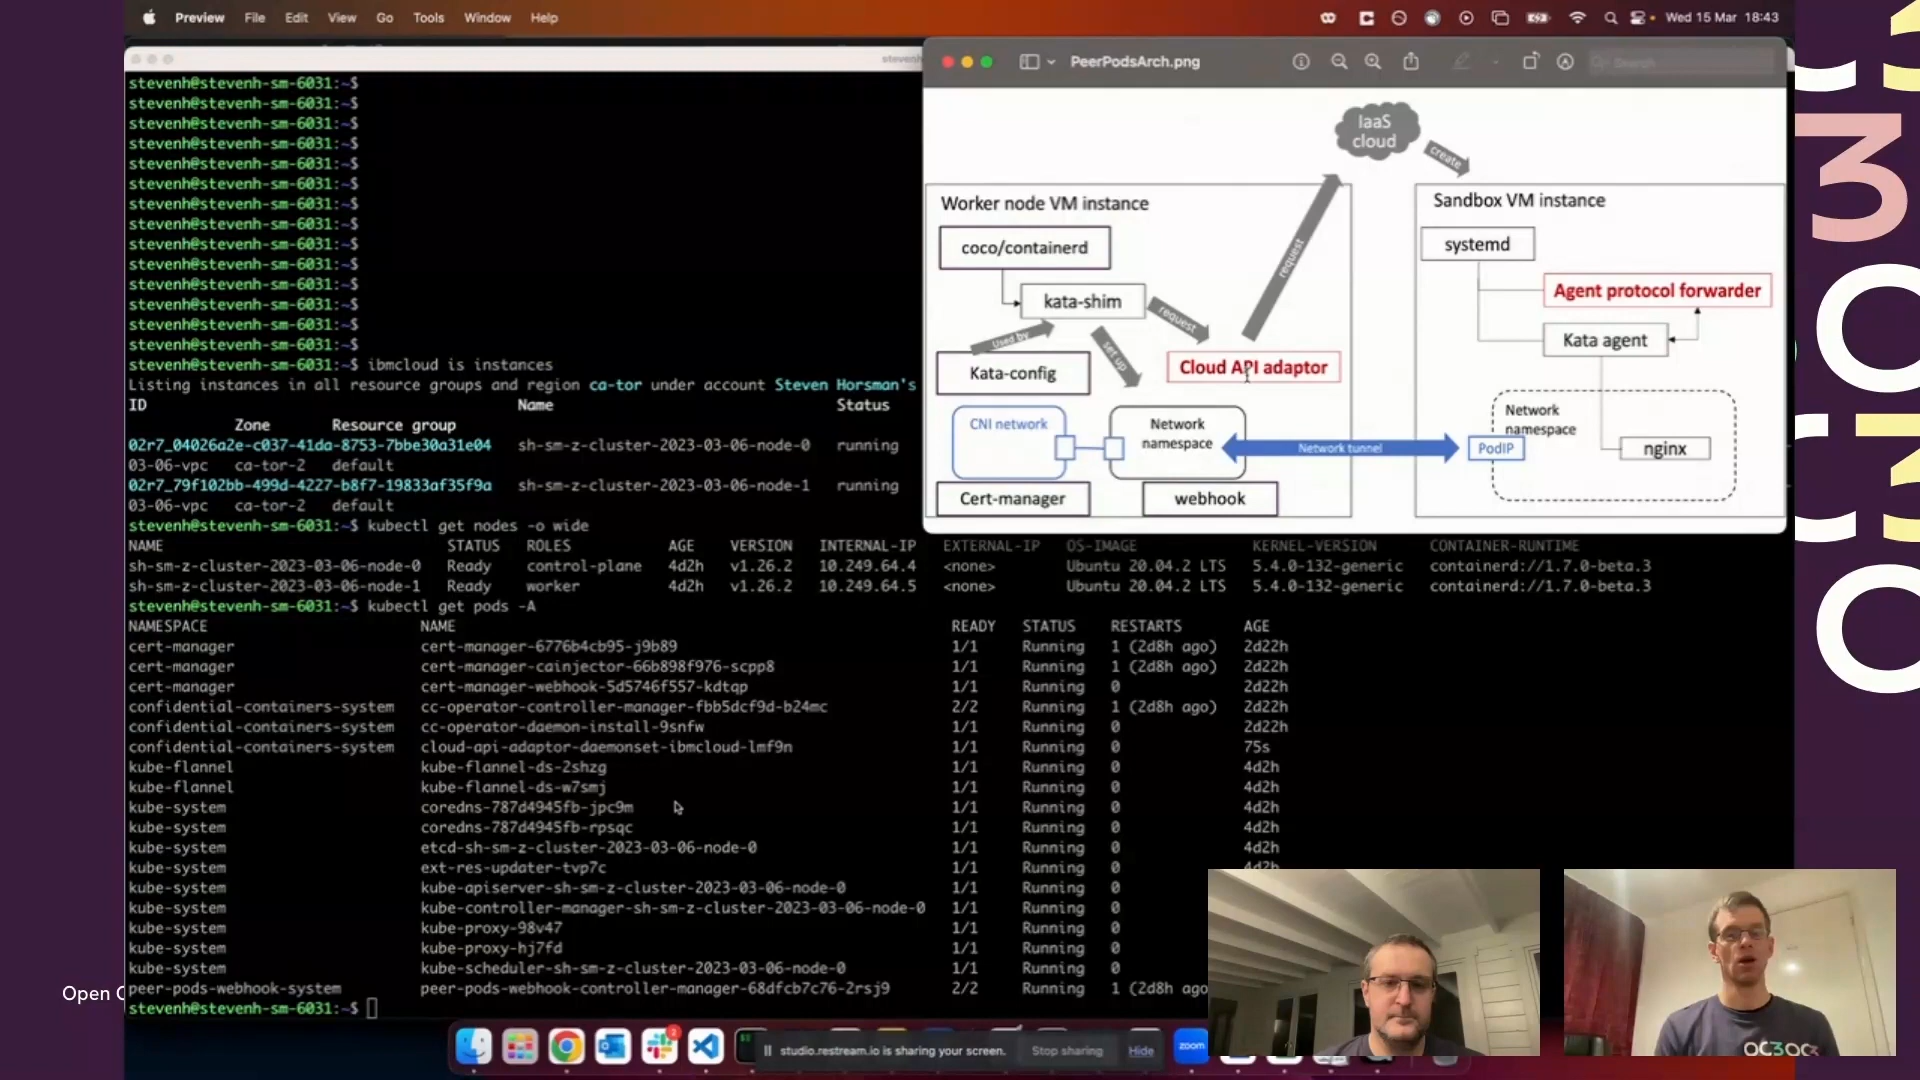 Preview File Edit View Go Tools Window Help
Wed 15 Mar 18:43
stevenh
PeerPodsArch.png
Search
stevenh@stevenh-sm-6031:~$
stevenh@stevenh-sm-6031:~$
stevenh@stevenh-sm-6031:~$
stevenh@stevenh-sm-6031:~$
stevenh@stevenh-sm-6031:~$
stevenh@stevenh-sm-6031:~$
stevenh@stevenh-sm-6031:~$
stevenh@stevenh-sm-6031:~$
stevenh@stevenh-sm-6031:~$
stevenh@stevenh-sm-6031:~$
stevenh@stevenh-sm-6031:~$
stevenh@stevenh-sm-6031:~$
stevenh@stevenh-sm-6031:~$
stevenh@stevenh-sm-6031:~$
stevenh@stevenh-sm-6031:~$ ibmcloud is instances
Listing instances in all resource groups and region ca-tor under account Steven Horsman's
ID Name Status
Zone Resource group
02r7_04026a2e-c037-41da-8753-7bbe30a31e04 sh-sm-z-cluster-2023-03-06-node-0 running
03-06-vpc ca-tor-2 default
02r7_79f102bb-499d-4227-b8f7-19833af35f9a sh-sm-z-cluster-2023-03-06-node-1 running
03-06-vpc ca-tor-2 default
stevenh@stevenh-sm-6031:~$ kubectl get nodes -o wide
NAME STATUS ROLES AGE VERSION INTERNAL-IP EXTERNAL-IP OS-IMAGE KERNEL-VERSION CONTAINER-RUNTIME
sh-sm-z-cluster-2023-03-06-node-0 Ready control-plane 4d2h v1.26.2 10.249.64.4 <none> Ubuntu 20.04.2 LTS 5.4.0-132-generic containerd://1.7.0-beta.3
sh-sm-z-cluster-2023-03-06-node-1 Ready worker 4d2h v1.26.2 10.249.64.5 <none> Ubuntu 20.04.2 LTS 5.4.0-132-generic containerd://1.7.0-beta.3
stevenh@stevenh-sm-6031:~$ kubectl get pods -A
NAMESPACE NAME READY STATUS RESTARTS AGE
cert-manager cert-manager-6776b4cb95-j9b89 1/1 Running 1 (2d8h ago) 2d22h
cert-manager cert-manager-cainjector-66b898f976-scpp8 1/1 Running 1 (2d8h ago) 2d22h
cert-manager cert-manager-webhook-5d5746f557-kdtqp 1/1 Running 0 2d22h
confidential-containers-system cc-operator-controller-manager-fbb5dcf9d-b24mc 2/2 Running 1 (2d8h ago) 2d22h
confidential-containers-system cc-operator-daemon-install-9snfw 1/1 Running 0 2d22h
confidential-containers-system cloud-api-adaptor-daemonset-ibmcloud-lmf9n 1/1 Running 0 75s
kube-flannel kube-flannel-ds-2shzg 1/1 Running 0 4d2h
kube-flannel kube-flannel-ds-w7smj 1/1 Running 0 4d2h
kube-system coredns-787d4945fb-jpc9m 1/1 Running 0 4d2h
kube-system coredns-787d4945fb-rpsqc 1/1 Running 0 4d2h
kube-system etcd-sh-sm-z-cluster-2023-03-06-node-0 1/1 Running 0 4d2h
kube-system ext-res-updater-tvp7c 1/1 Running 0 4d2h
kube-system kube-apiserver-sh-sm-z-cluster-2023-03-06-node-0 1/1 Running 0
kube-system kube-controller-manager-sh-sm-z-cluster-2023-03-06-node-0 1/1 Running 0
kube-system kube-proxy-98v47 1/1 Running 0
kube-system kube-proxy-hj7fd 1/1 Running 0
kube-system kube-scheduler-sh-sm-z-cluster-2023-03-06-node-0 1/1 Running 0
peer-pods-webhook-system peer-pods-webhook-controller-manager-68dfcb7c76-2rsj9 2/2 Running 1 (2d8h ago
stevenh@stevenh-sm-6031:~$
IaaS
cloud
create
request
Worker node VM instance
coco/containerd
kata-shim
request
Used by
set up
Kata-config
Cloud API adaptor
CNI network
Network
namespace
Network tunnel
Cert-manager
webhook
Sandbox VM instance
systemd
Agent protocol forwarder
Kata agent
Network
namespace
PodIP
nginx
Open C
2
zoom
studio.restream.io is sharing your screen. Stop sharing Hide
OC3OC3